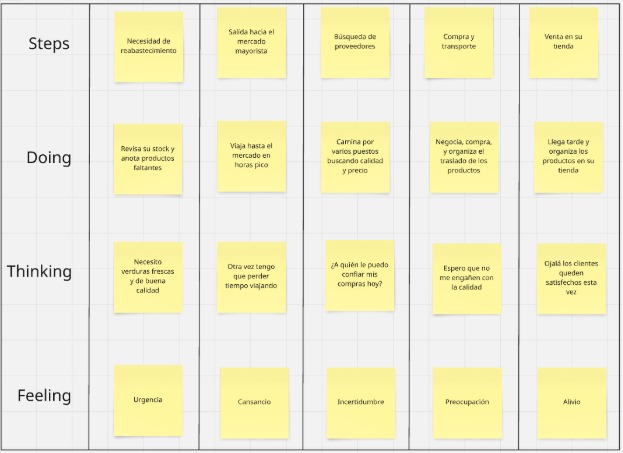 Steps
Necesidad de
reabastecimiento
Salida hacia el
mercado
mayorista
Búsqueda de
proveedores
Compra y
transporte
Venta en su
tienda
Doing
Revisa su stock y
anota productos
faltantes
Viaja hasta el
mercado en
horas pico
Camina por
varios puestos
buscando calidad
y precio
Negocia, compra,
y organiza el
traslado de los
productos
Llega tarde y
organiza los
productos en su
tienda
Thinking
Necesito
verduras frescas
y de buena
calidad
Otra vez tengo
que perder
tiempo viajando
¿A quién le puedo
confiar mis
compras hoy?
Espero que no
me engañen con
la calidad
Ojalá los clientes
queden
satisfechos esta
vez
Feeling
Urgencia
Cansancio
Incertidumbre
Preocupación
Alivio